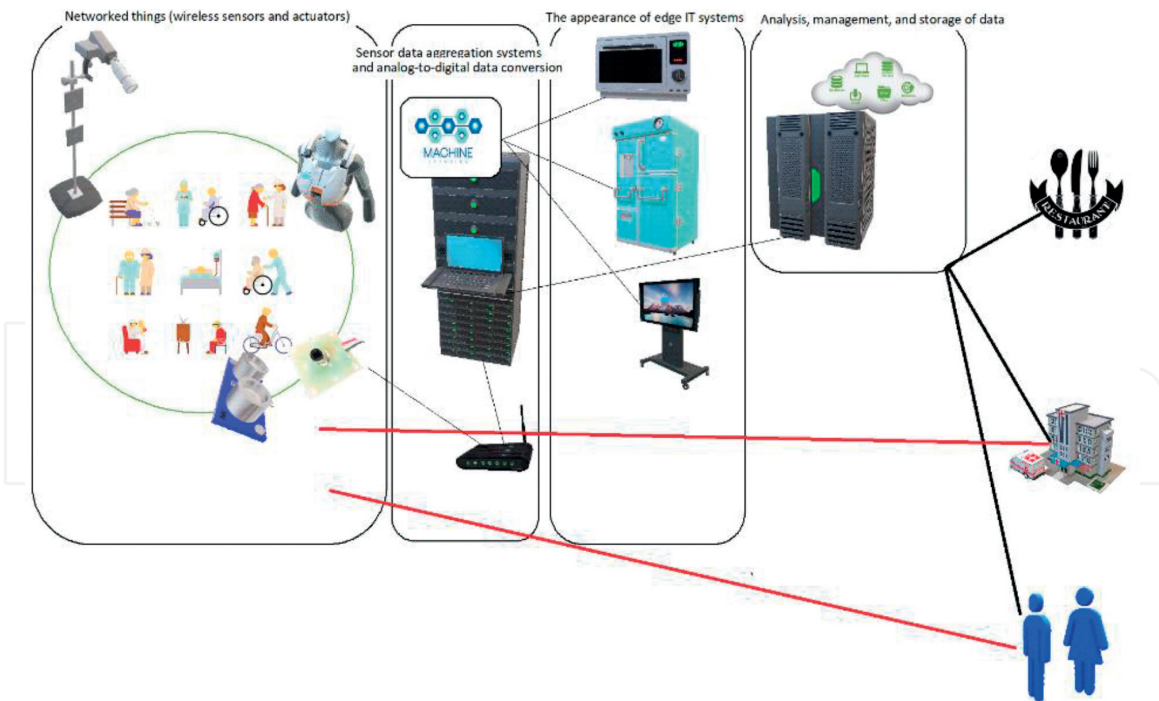 Networked things (wireless sensors and actuators)
Sensor data aggregation systems
and analog-to-digital data conversion
The appearance of edge IT systems
Analysis, management, and storage of data
MACHINE
LEARNING
RESTAURANT